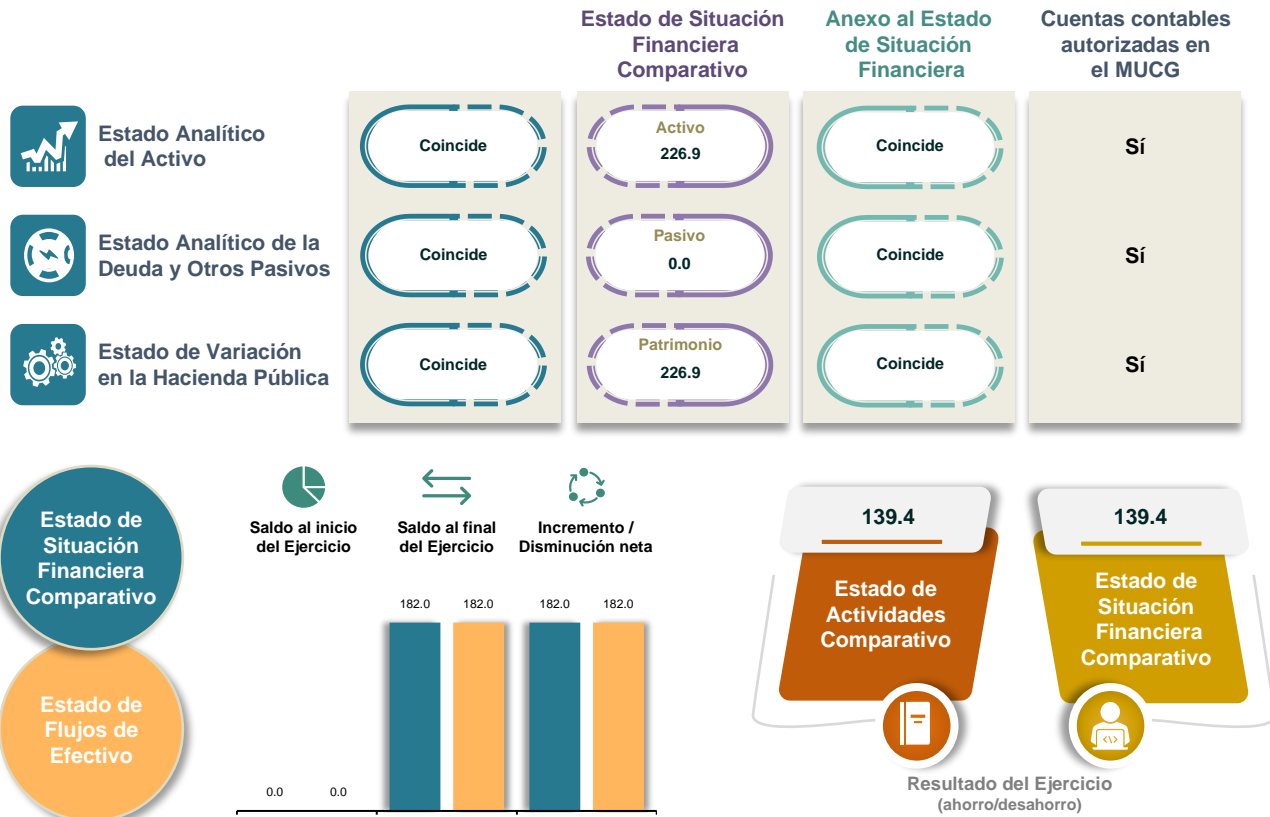 Estado de Situación
Financiera
Comparativo
Anexo al Estado
de Situación
Financiera
Cuentas contables
autorizadas en
el MUCG
Estado Analítico
del Activo
Coincide
Activo
226.9
Coincide
Sí
Estado Analítico de la
Deuda y Otros Pasivos
Coincide
Pasivo
0.0
Coincide
Sí
Estado de Variación
en la Hacienda Pública
Coincide
Patrimonio
226.9
Coincide
Sí
Estado de
Situación
Financiera
Comparativo
Estado de
Flujos de
Efectivo
Saldo al inicio
del Ejercicio
Saldo al final
del Ejercicio
Incremento /
Disminución neta
0.0 0.0
182.0 182.0
182.0 182.0
139.4
Estado de
Actividades
Comparativo
139.4
Estado de
Situación
Financiera
Comparativo
Resultado del Ejercicio
(ahorro/desahorro)